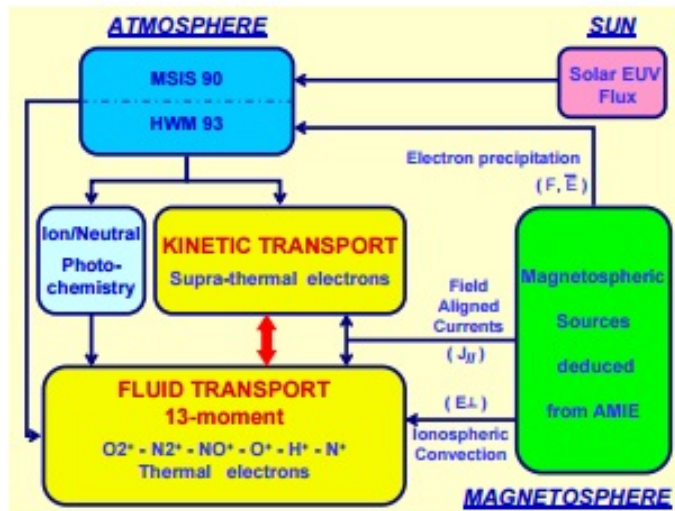 ATMOSPHERE
SUN
MSIS 90
HWM 93
Solar EUV
Flux
Electron precipitation
( F, E̅ )
Ion/Neutral
Photo-
chemistry
KINETIC TRANSPORT
Supra-thermal electrons
Field
Aligned
Currents
( J// )
Magnetospheric
Sources
deduced
from AMIE
FLUID TRANSPORT
13-moment
O2⁺ - N2⁺ - NO⁺ - O⁺ - H⁺ - N⁺
Thermal electrons
( E⊥ )
Ionospheric
Convection
MAGNETOSPHERE